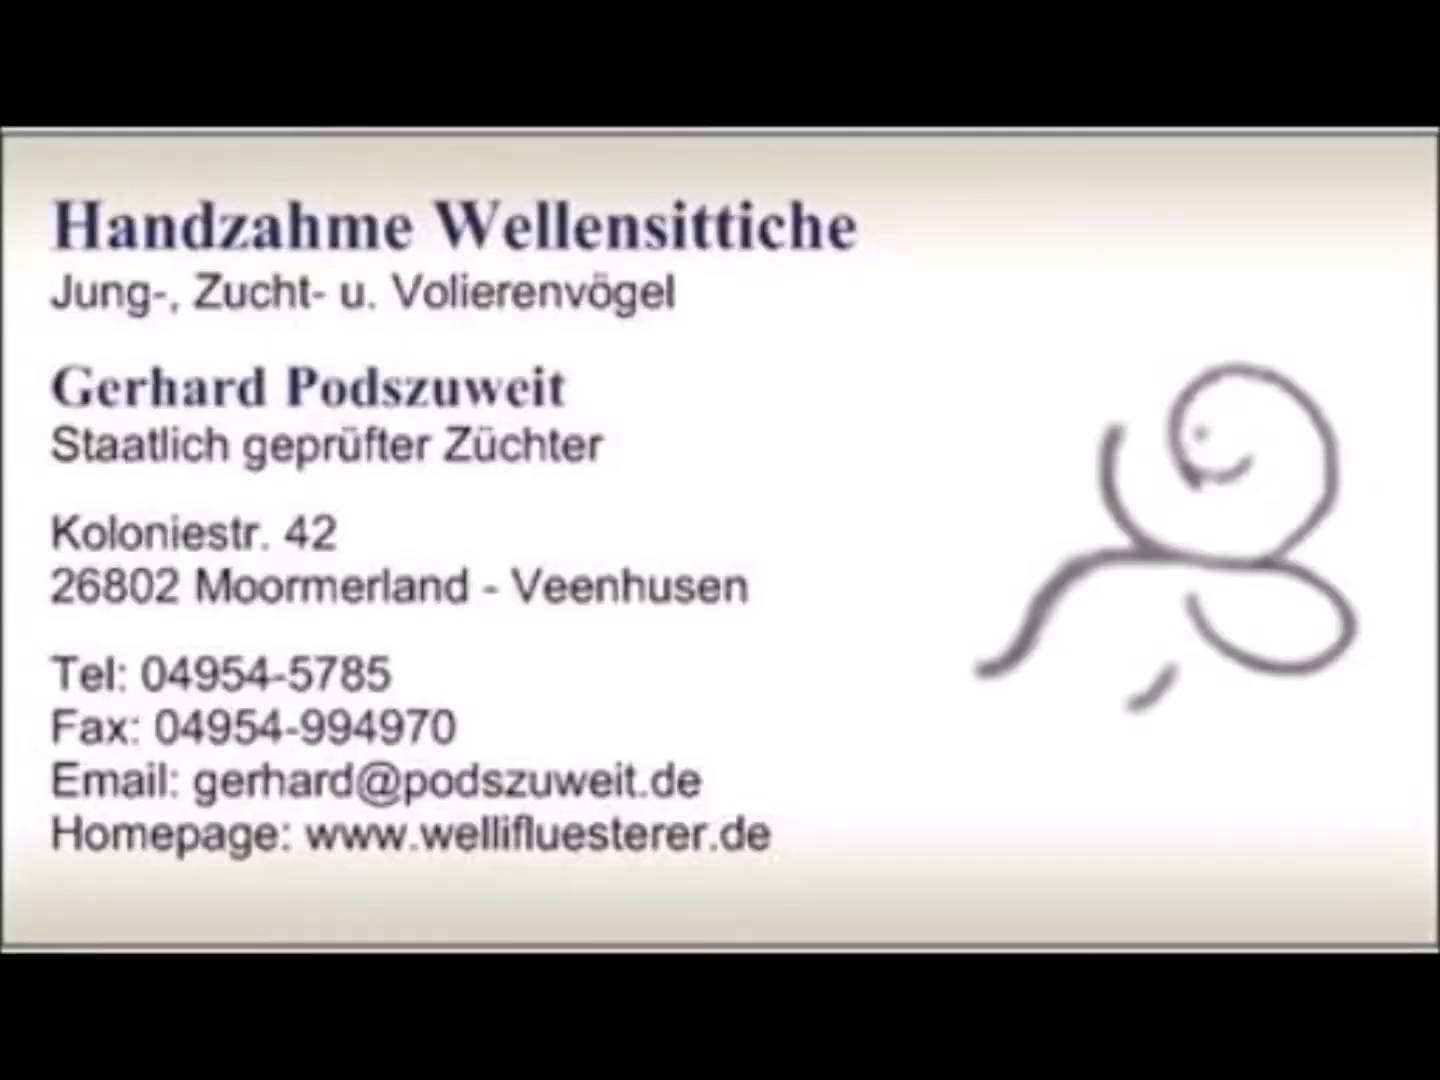 Handzahme Wellensittiche
Jung-, Zucht- u. Volierenvögel
Gerhard Podszuweit
Staatlich geprüfter Züchter
Koloniestr. 42
26802 Moormerland - Veenhusen
Tel: 04954-5785
Fax: 04954-994970
Email: gerhard@podszuweit.de
Homepage: www.wellifluesterer.de